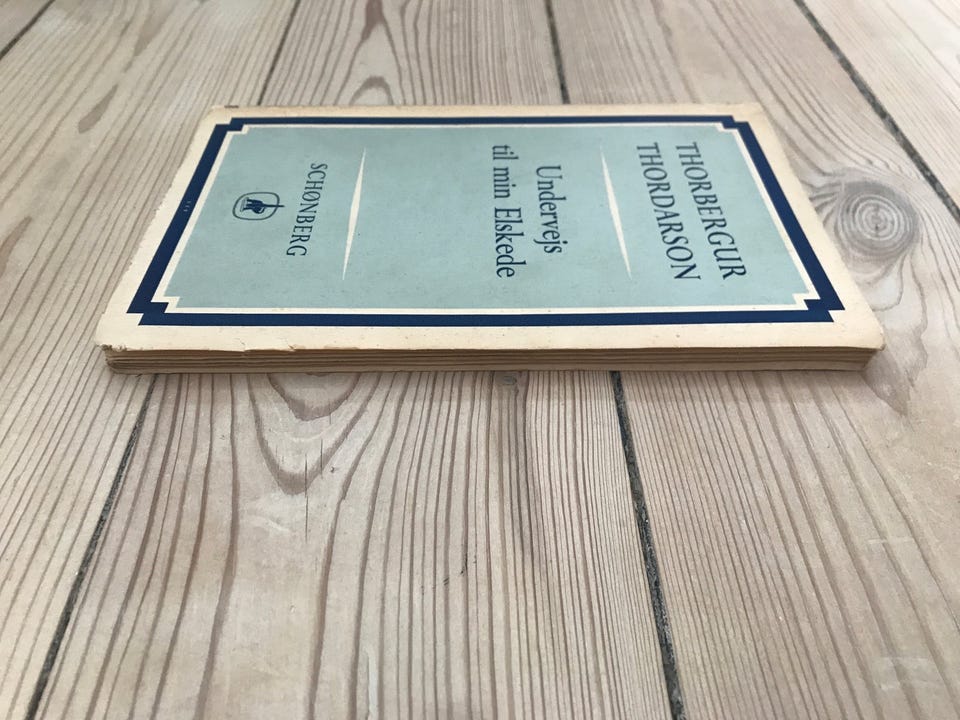 THORBERGUR
THORDARSON
Undervejs
til min Elskede
SCHØNBERG